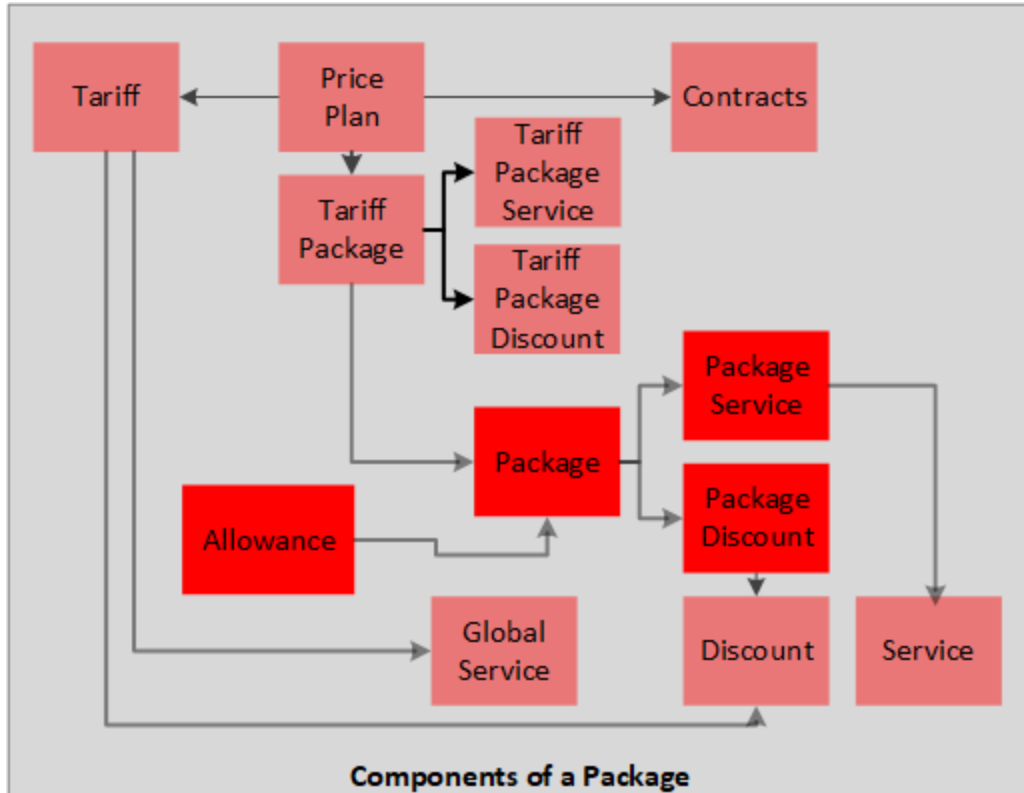 Tariff
Price
Plan
Contracts
Tariff
Package
Service
Tariff
Package
Tariff
Package
Discount
Package
Service
Package
Package
Discount
Allowance
Global
Service
Discount
Service
Components of a Package